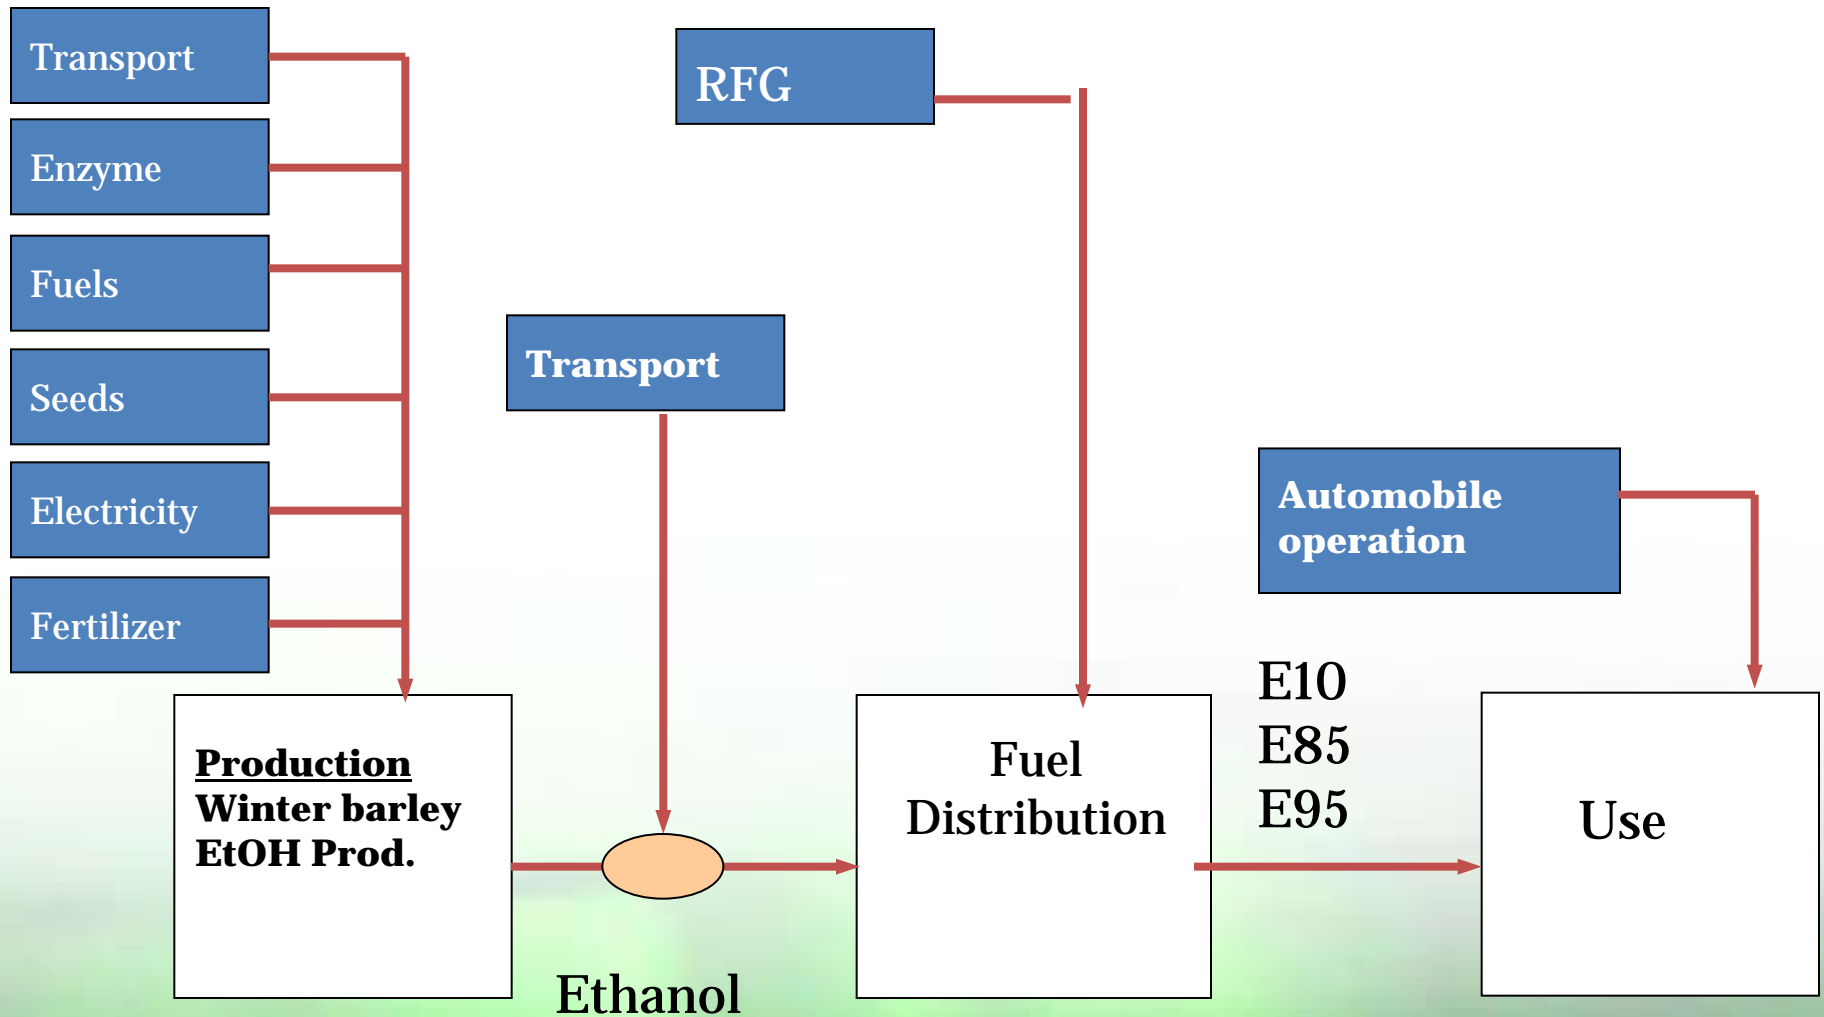 Transport
Enzyme
Fuels
Seeds
Electricity
Fertilizer
RFG
Transport
Automobile
operation
Production
Winter barley
EtOH Prod.
Ethanol
Fuel
Distribution
E10
E85
E95
Use